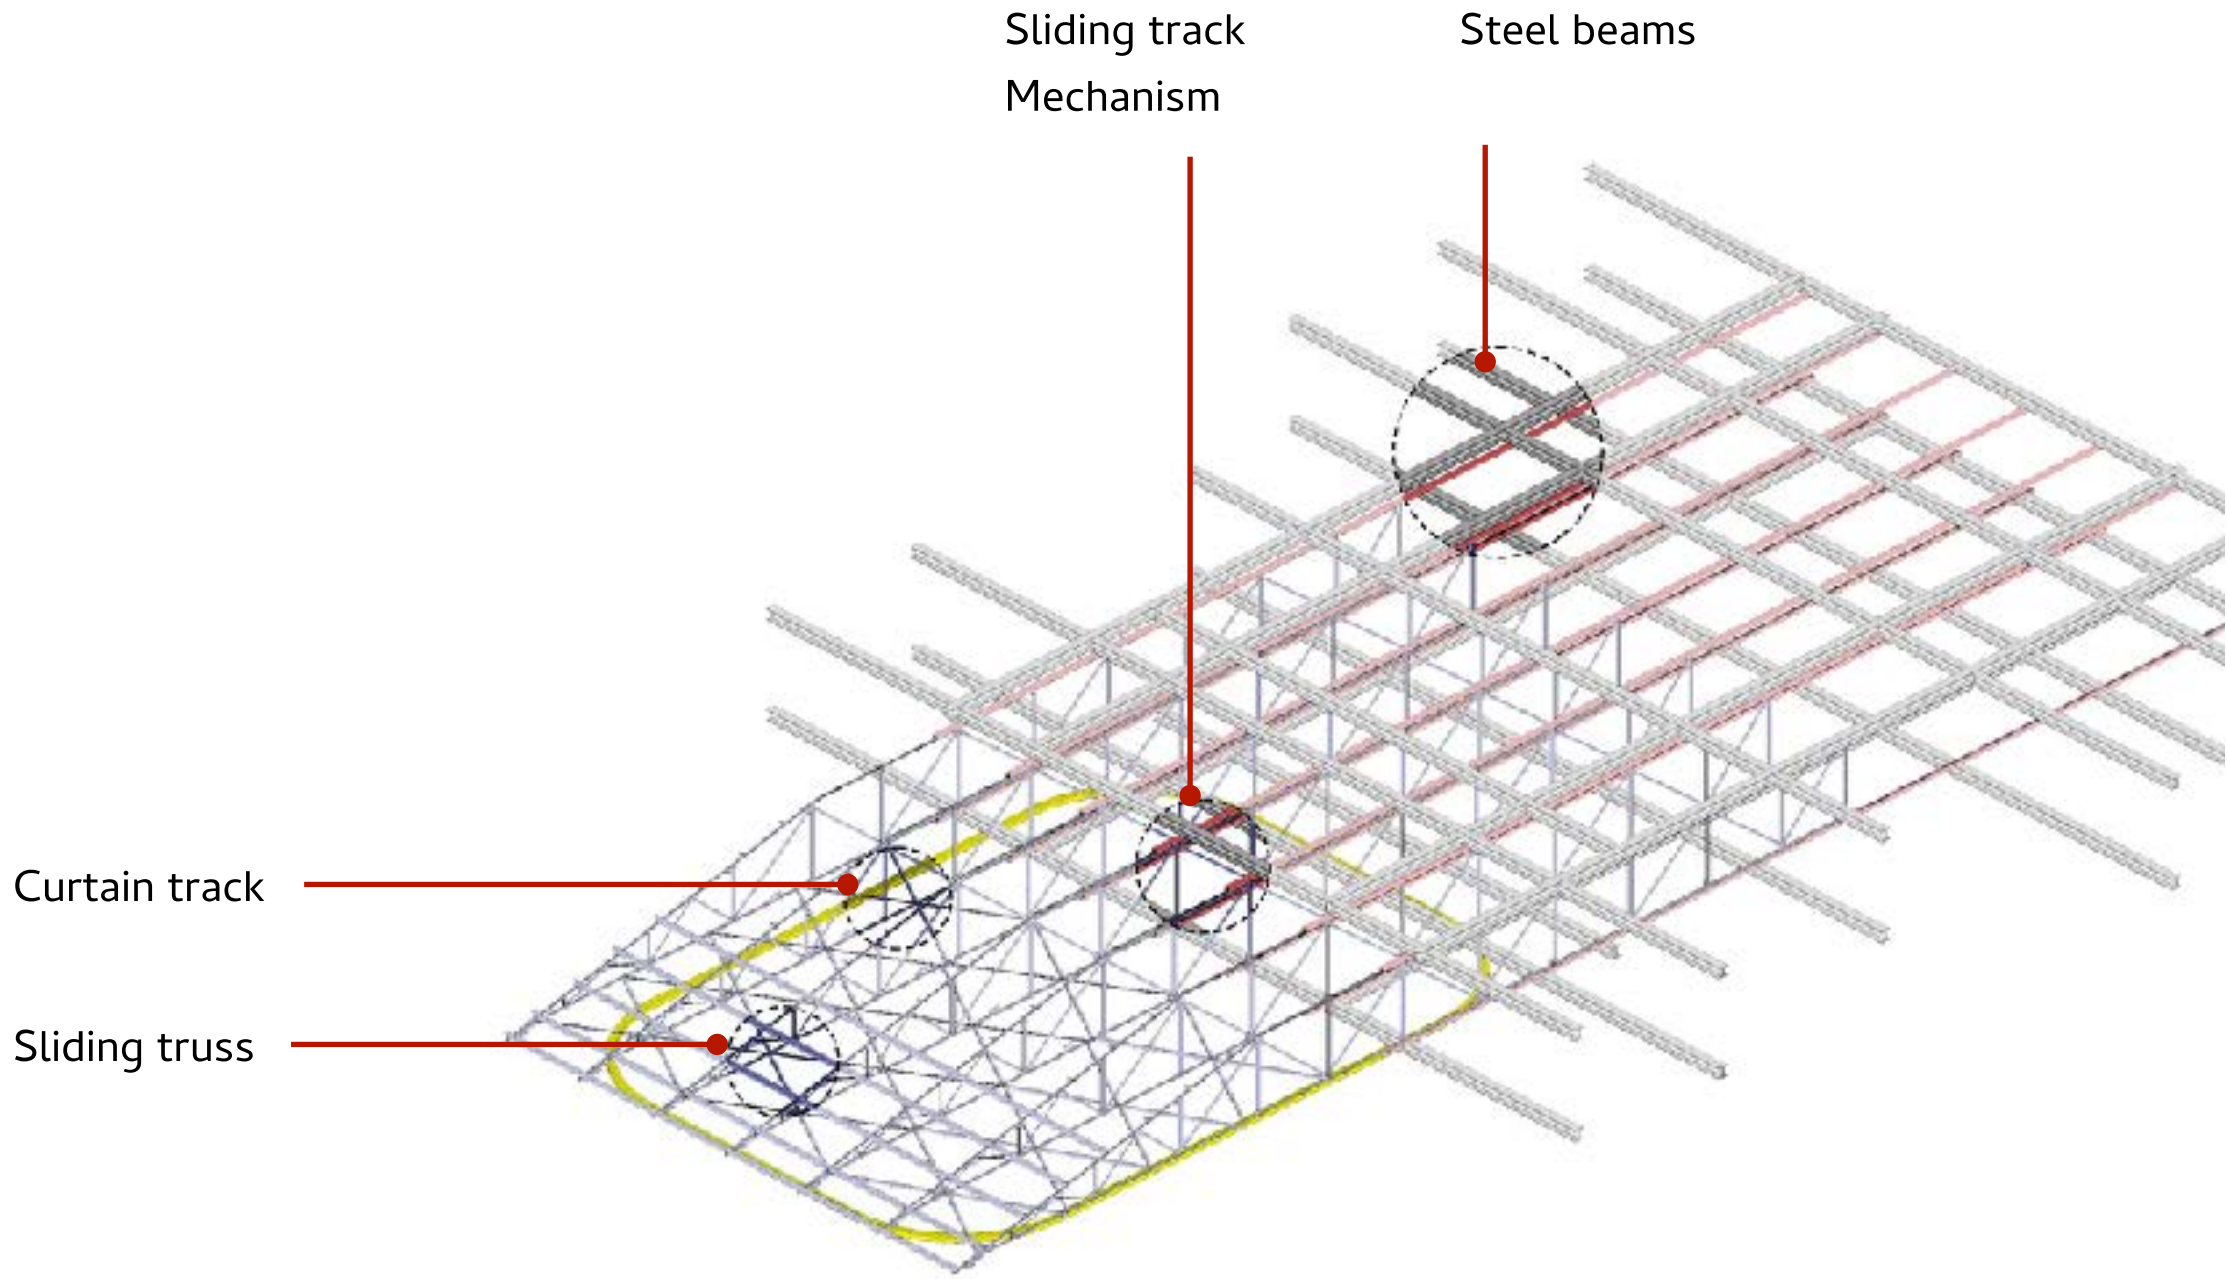 Sliding track
Mechanism
Steel beams
Curtain track
Sliding truss